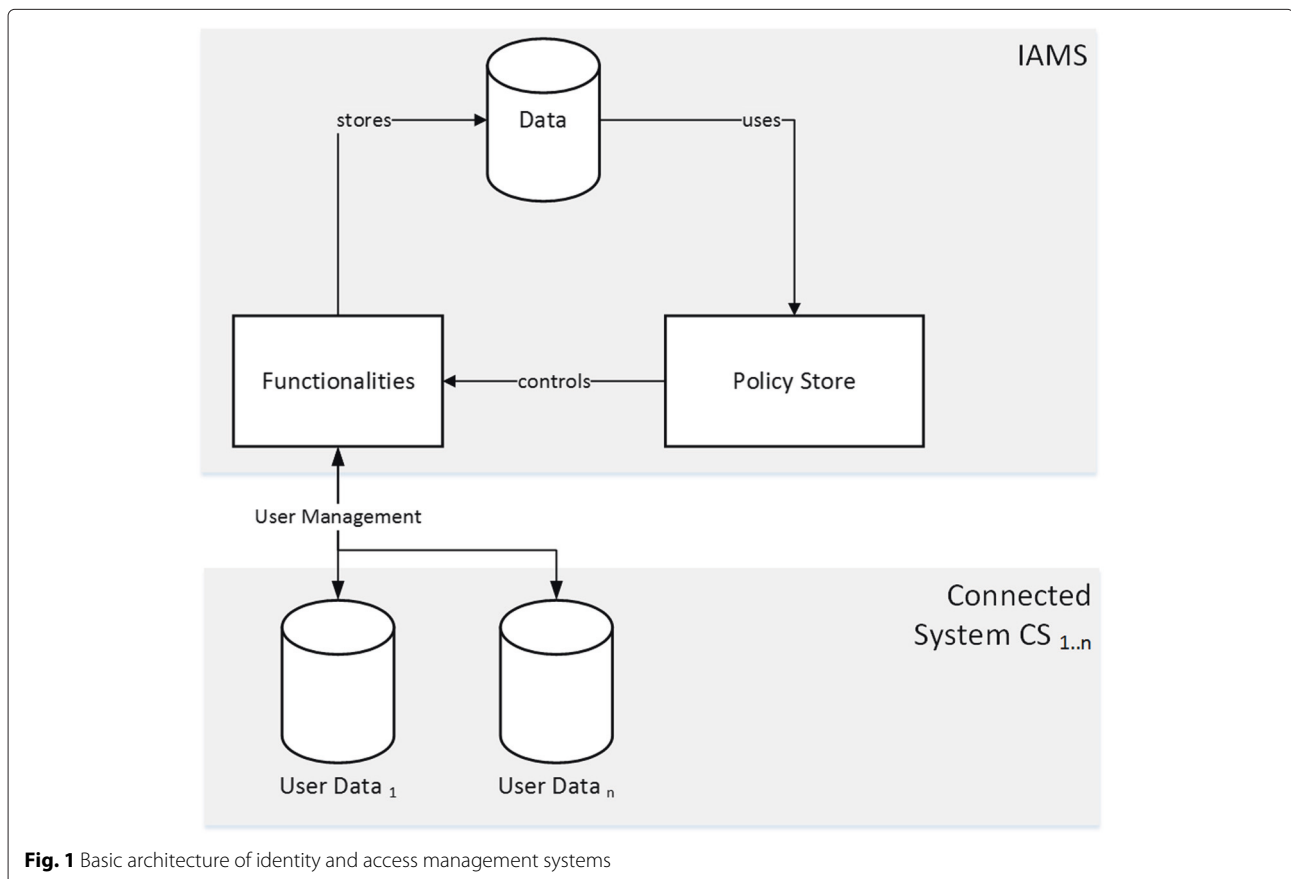 IAMS
stores
Data
uses
Functionalities
controls
Policy Store
User Management
Connected
System CS 1..n
User Data 1
User Data n
Fig. 1 Basic architecture of identity and access management systems